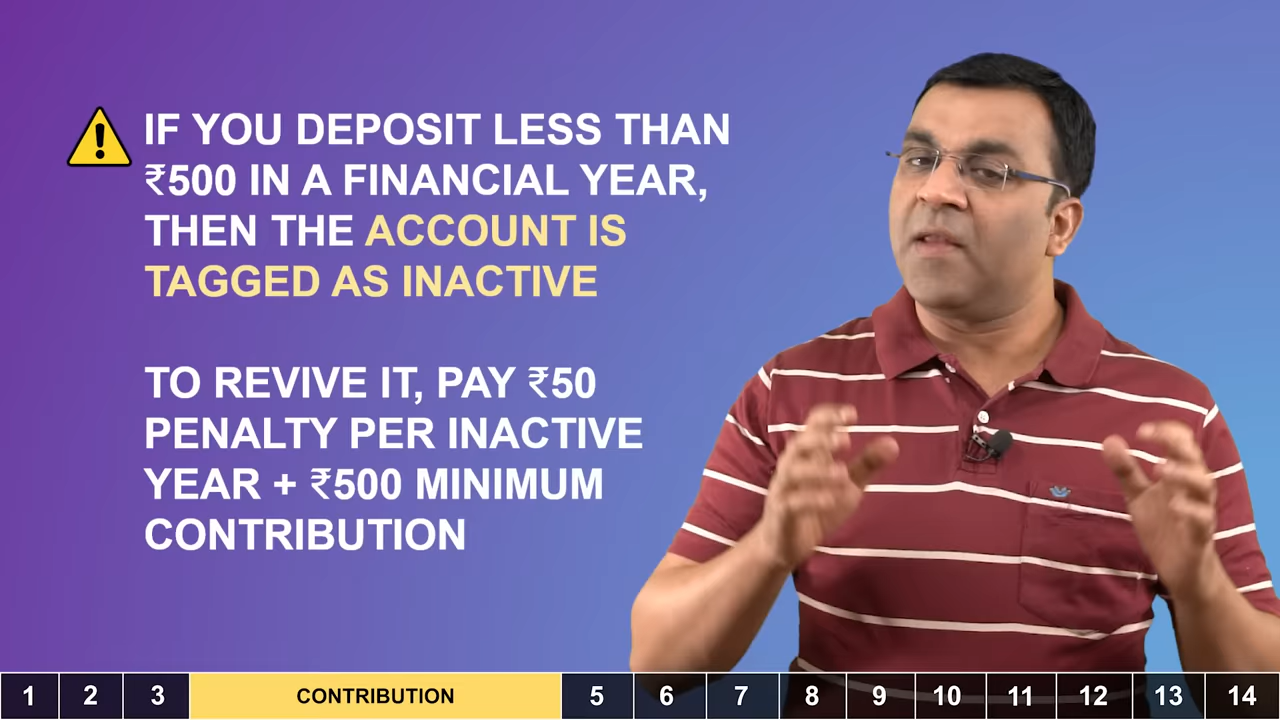 IF YOU DEPOSIT LESS THAN
₹500 IN A FINANCIAL YEAR,
THEN THE ACCOUNT IS
TAGGED AS INACTIVE
TO REVIVE IT, PAY ₹50
PENALTY PER INACTIVE
YEAR + ₹500 MINIMUM
CONTRIBUTION
1 2 3 CONTRIBUTION 5 6 7 8 9 10 11 12 13 14